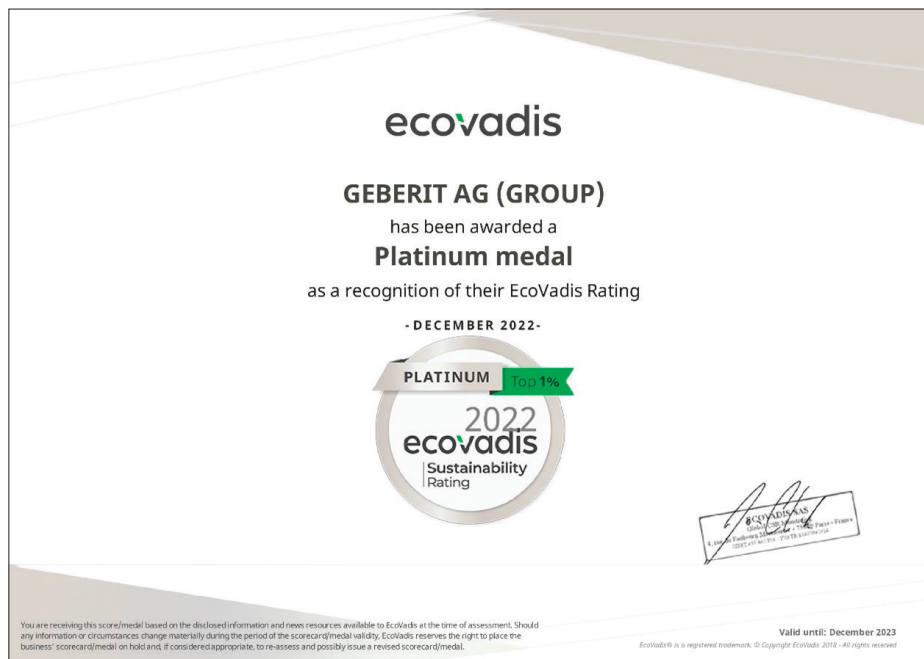 ecovadis
GEBERIT AG (GROUP)
has been awarded a
Platinum medal
as a recognition of their EcoVadis Rating
- DECEMBER 2022-
PLATINUM
Top 1%
2022
ecovadis
Sustainability
Rating
ECOVADIS SAS
You are receiving this score/medal based on the disclosed information and news resources available to EcoVadis at the time of assessment. Should
any information or circumstances change materially during the period of the scorecard/medal validity, EcoVadis reserves the right to place the
business' scorecard/medal on hold and, if considered appropriate, to re-assess and possibly issue a revised scorecard/medal.
Valid until: December 2023
EcoVadis® is a registered trademark. © Copyright EcoVadis 2018 - All rights reserved